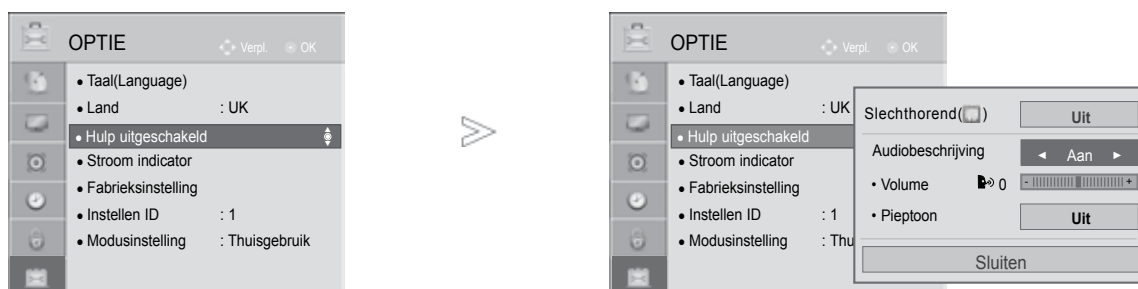 OPTIE
Verpl. OK
• Taal(Language)
• Land : UK
• Hulp uitgeschakeld
• Stroom indicator
• Fabrieksinstelling
• Instellen ID : 1
• Modusinstelling : Thuisgebruik
OPTIE
Verpl. OK
• Taal(Language)
• Land : UK
• Hulp uitgeschakeld
• Stroom indicator
• Fabrieksinstelling
• Instellen ID : 1
• Modusinstelling : Thu
Slechthorend( ) Uit
Audiobeschrijving ◄ Aan ►
• Volume 0 - +
• Pieptoon Uit
Sluiten